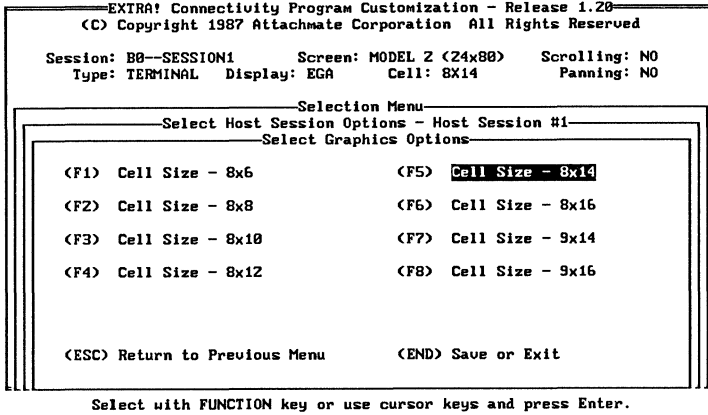 EXTRA! Connectivity Program Customization - Release 1.20
(C) Copyright 1987 Attachmate Corporation All Rights Reserved
Session: B0--SESSION1 Screen: MODEL 2 (24x80) Scrolling: NO
Type: TERMINAL Display: EGA Cell: 8X14 Panning: NO
Selection Menu
Select Host Session Options - Host Session #1
Select Graphics Options
(F1) Cell Size - 8x6 (F5) Cell Size - 8x14
(F2) Cell Size - 8x8 (F6) Cell Size - 8x16
(F3) Cell Size - 8x10 (F7) Cell Size - 9x14
(F4) Cell Size - 8x12 (F8) Cell Size - 9x16
(ESC) Return to Previous Menu (END) Save or Exit
Select with FUNCTION key or use cursor keys and press Enter.